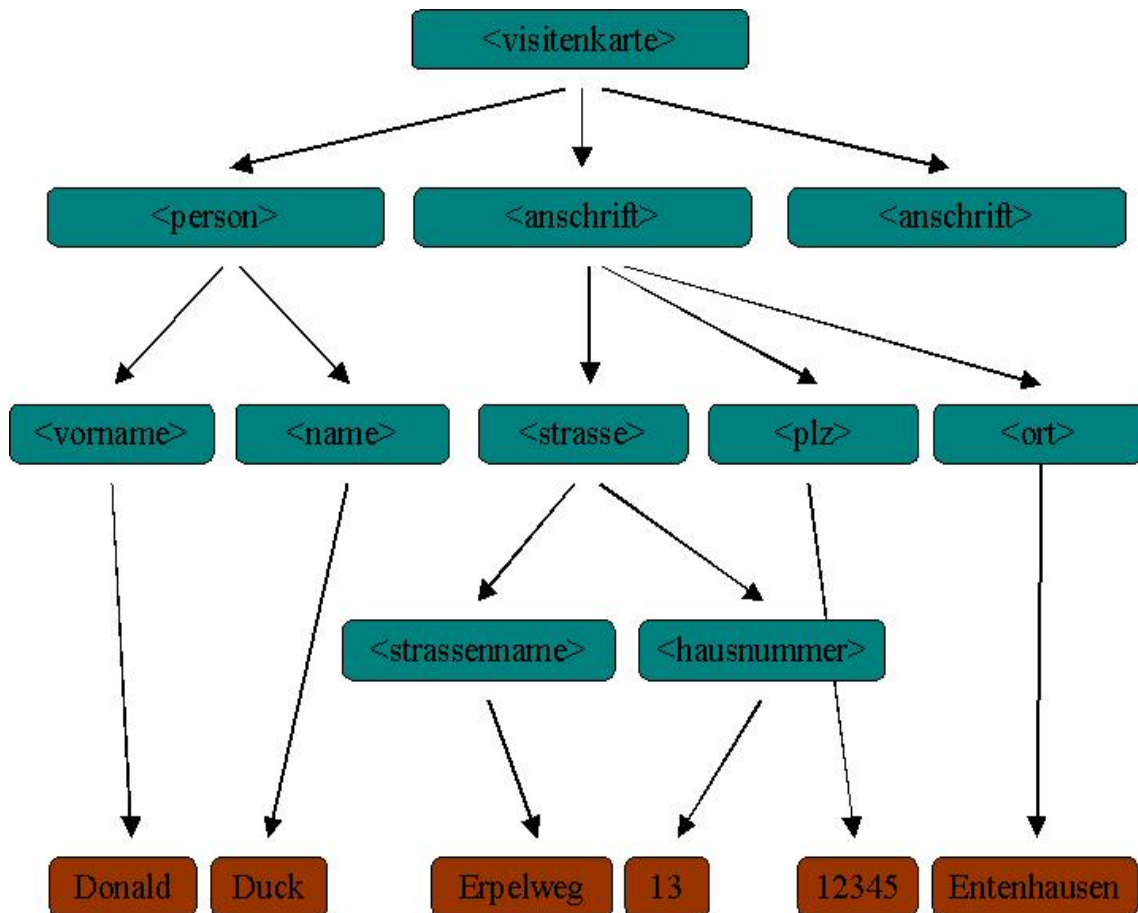 <visitenkarte>
<person> <anschrift> <anschrift>
<vorname> <name> <strasse> <plz> <ort>
<strassenname> <hausnummer>
Donald Duck Erpelweg 13 12345 Entenhausen